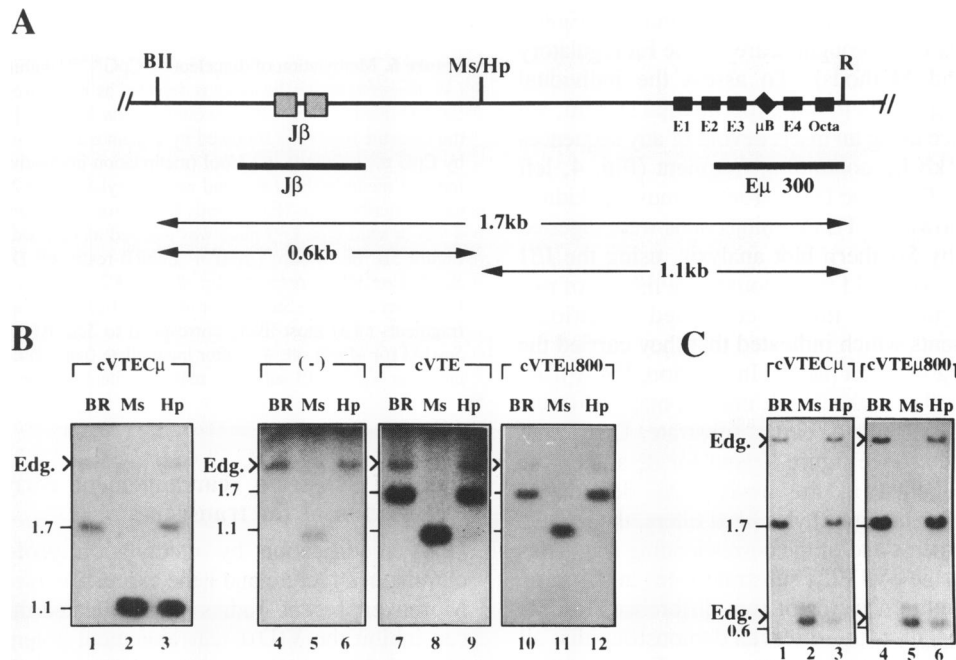 A
BII
Ms/Hp
R
Jβ
E1 E2 E3 μB E4 Octa
Jβ
Eμ 300
1.7kb
0.6kb
1.1kb
B
cVTECμ
(-)
cVTE
cVTEμ800
BR Ms Hp
BR Ms Hp
BR Ms Hp
BR Ms Hp
Edg.
1.7
1.1
Edg.
1.7
1.1
1 2 3
4 5 6
7 8 9
10 11 12
C
cVTECμ
cVTEμ800
BR Ms Hp
BR Ms Hp
Edg.
1.7
Edg.
0.6
1 2 3
4 5 6